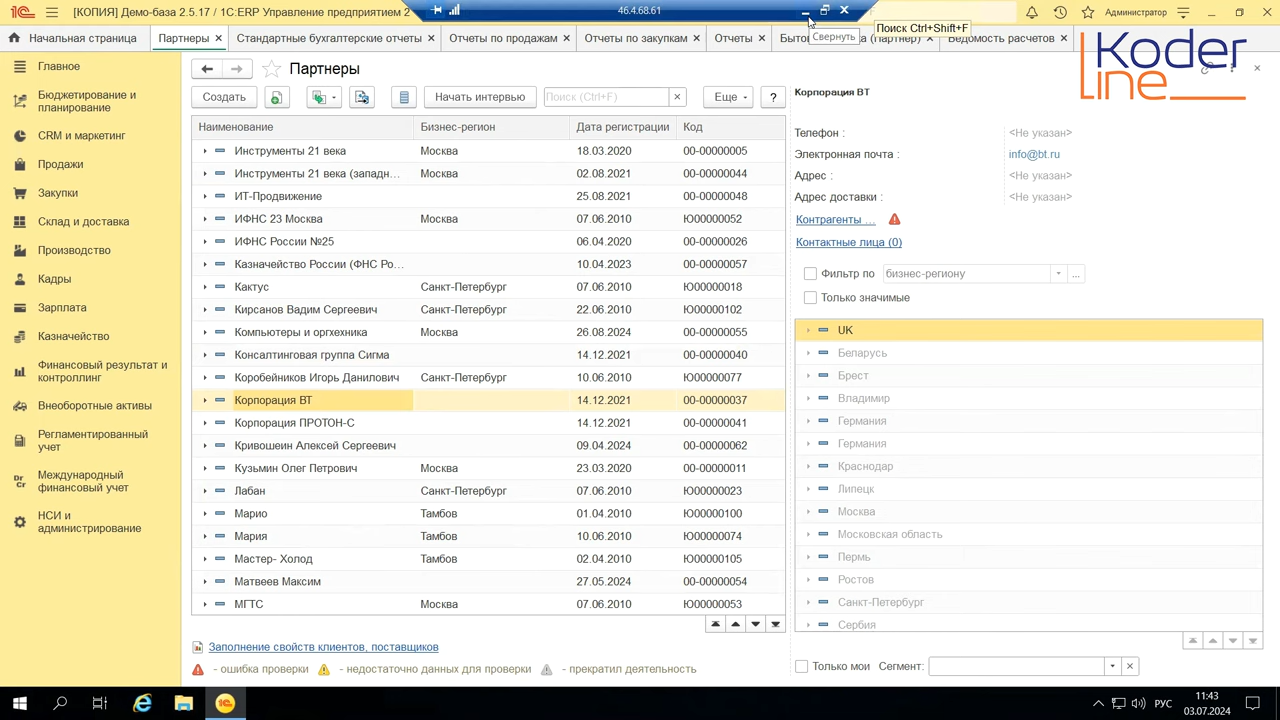 [КОПИЯ] Демо-база 2.5.17 / 1С:ERP Управление предприятием 2
46.4.68.61
Администратор
Начальная страница
Партнеры
Стандартные бухгалтерские отчеты
Отчеты по продажам
Отчеты по закупкам
Отчеты
Быто
(Партнер)
Ведомость расчетов
Свернуть
Поиск Ctrl+Shift+F
Koder
line
Главное
Бюджетирование и
планирование
CRM и маркетинг
Продажи
Закупки
Склад и доставка
Производство
Кадры
Зарплата
Казначейство
Финансовый результат и
контроллинг
Внеоборотные активы
Регламентированный
учет
Международный
финансовый учет
НСИ и
администрирование
Партнеры
Создать
Начать интервью
Поиск (Ctrl+F)
Еще
?
Наименование Бизнес-регион Дата регистрации Код
Инструменты 21 века Москва 18.03.2020 00-00000005
Инструменты 21 века (западн... Москва 02.08.2021 00-00000044
ИТ-Продвижение 25.08.2021 00-00000048
ИФНС 23 Москва Москва 07.06.2010 Ю00000052
ИФНС России №25 06.04.2020 00-00000026
Казначейство России (ФНС Ро... 10.04.2023 00-00000057
Кактус Санкт-Петербург 07.06.2010 Ю00000018
Кирсанов Вадим Сергеевич Санкт-Петербург 22.06.2010 Ю00000102
Компьютеры и оргхехника Москва 26.08.2024 00-00000055
Консалтинговая группа Сигма 14.12.2021 00-00000040
Коробейников Игорь Данилович Санкт-Петербург 10.06.2010 Ю00000077
Корпорация ВТ 14.12.2021 00-00000037
Корпорация ПРОТОН-С 14.12.2021 00-00000041
Кривошеин Алексей Сергеевич 09.04.2024 00-00000062
Кузьмин Олег Петрович Москва 23.03.2020 00-00000011
Лабан Санкт-Петербург 07.06.2010 Ю00000023
Марио Тамбов 01.04.2010 Ю00000100
Мария Тамбов 10.06.2010 Ю00000074
Мастер- Холод Тамбов 02.04.2010 Ю00000105
Матвеев Максим 27.05.2024 00-00000054
МГТС Москва 07.06.2010 Ю00000053
Заполнение свойств клиентов, поставщиков
- ошибка проверки - недостаточно данных для проверки - прекратил деятельность
Корпорация ВТ
Телефон : <Не указан>
Электронная почта : info@bt.ru
Адрес : <Не указан>
Адрес доставки : <Не указан>
Контрагенты ...
Контактные лица (0)
Фильтр по бизнес-региону ...
Только значимые
UK
Беларусь
Брест
Владимир
Германия
Германия
Краснодар
Липецк
Москва
Московская область
Пермь
Ростов
Санкт-Петербург
Сербия
Только мои Сегмент:
РУС
11:43
03.07.2024